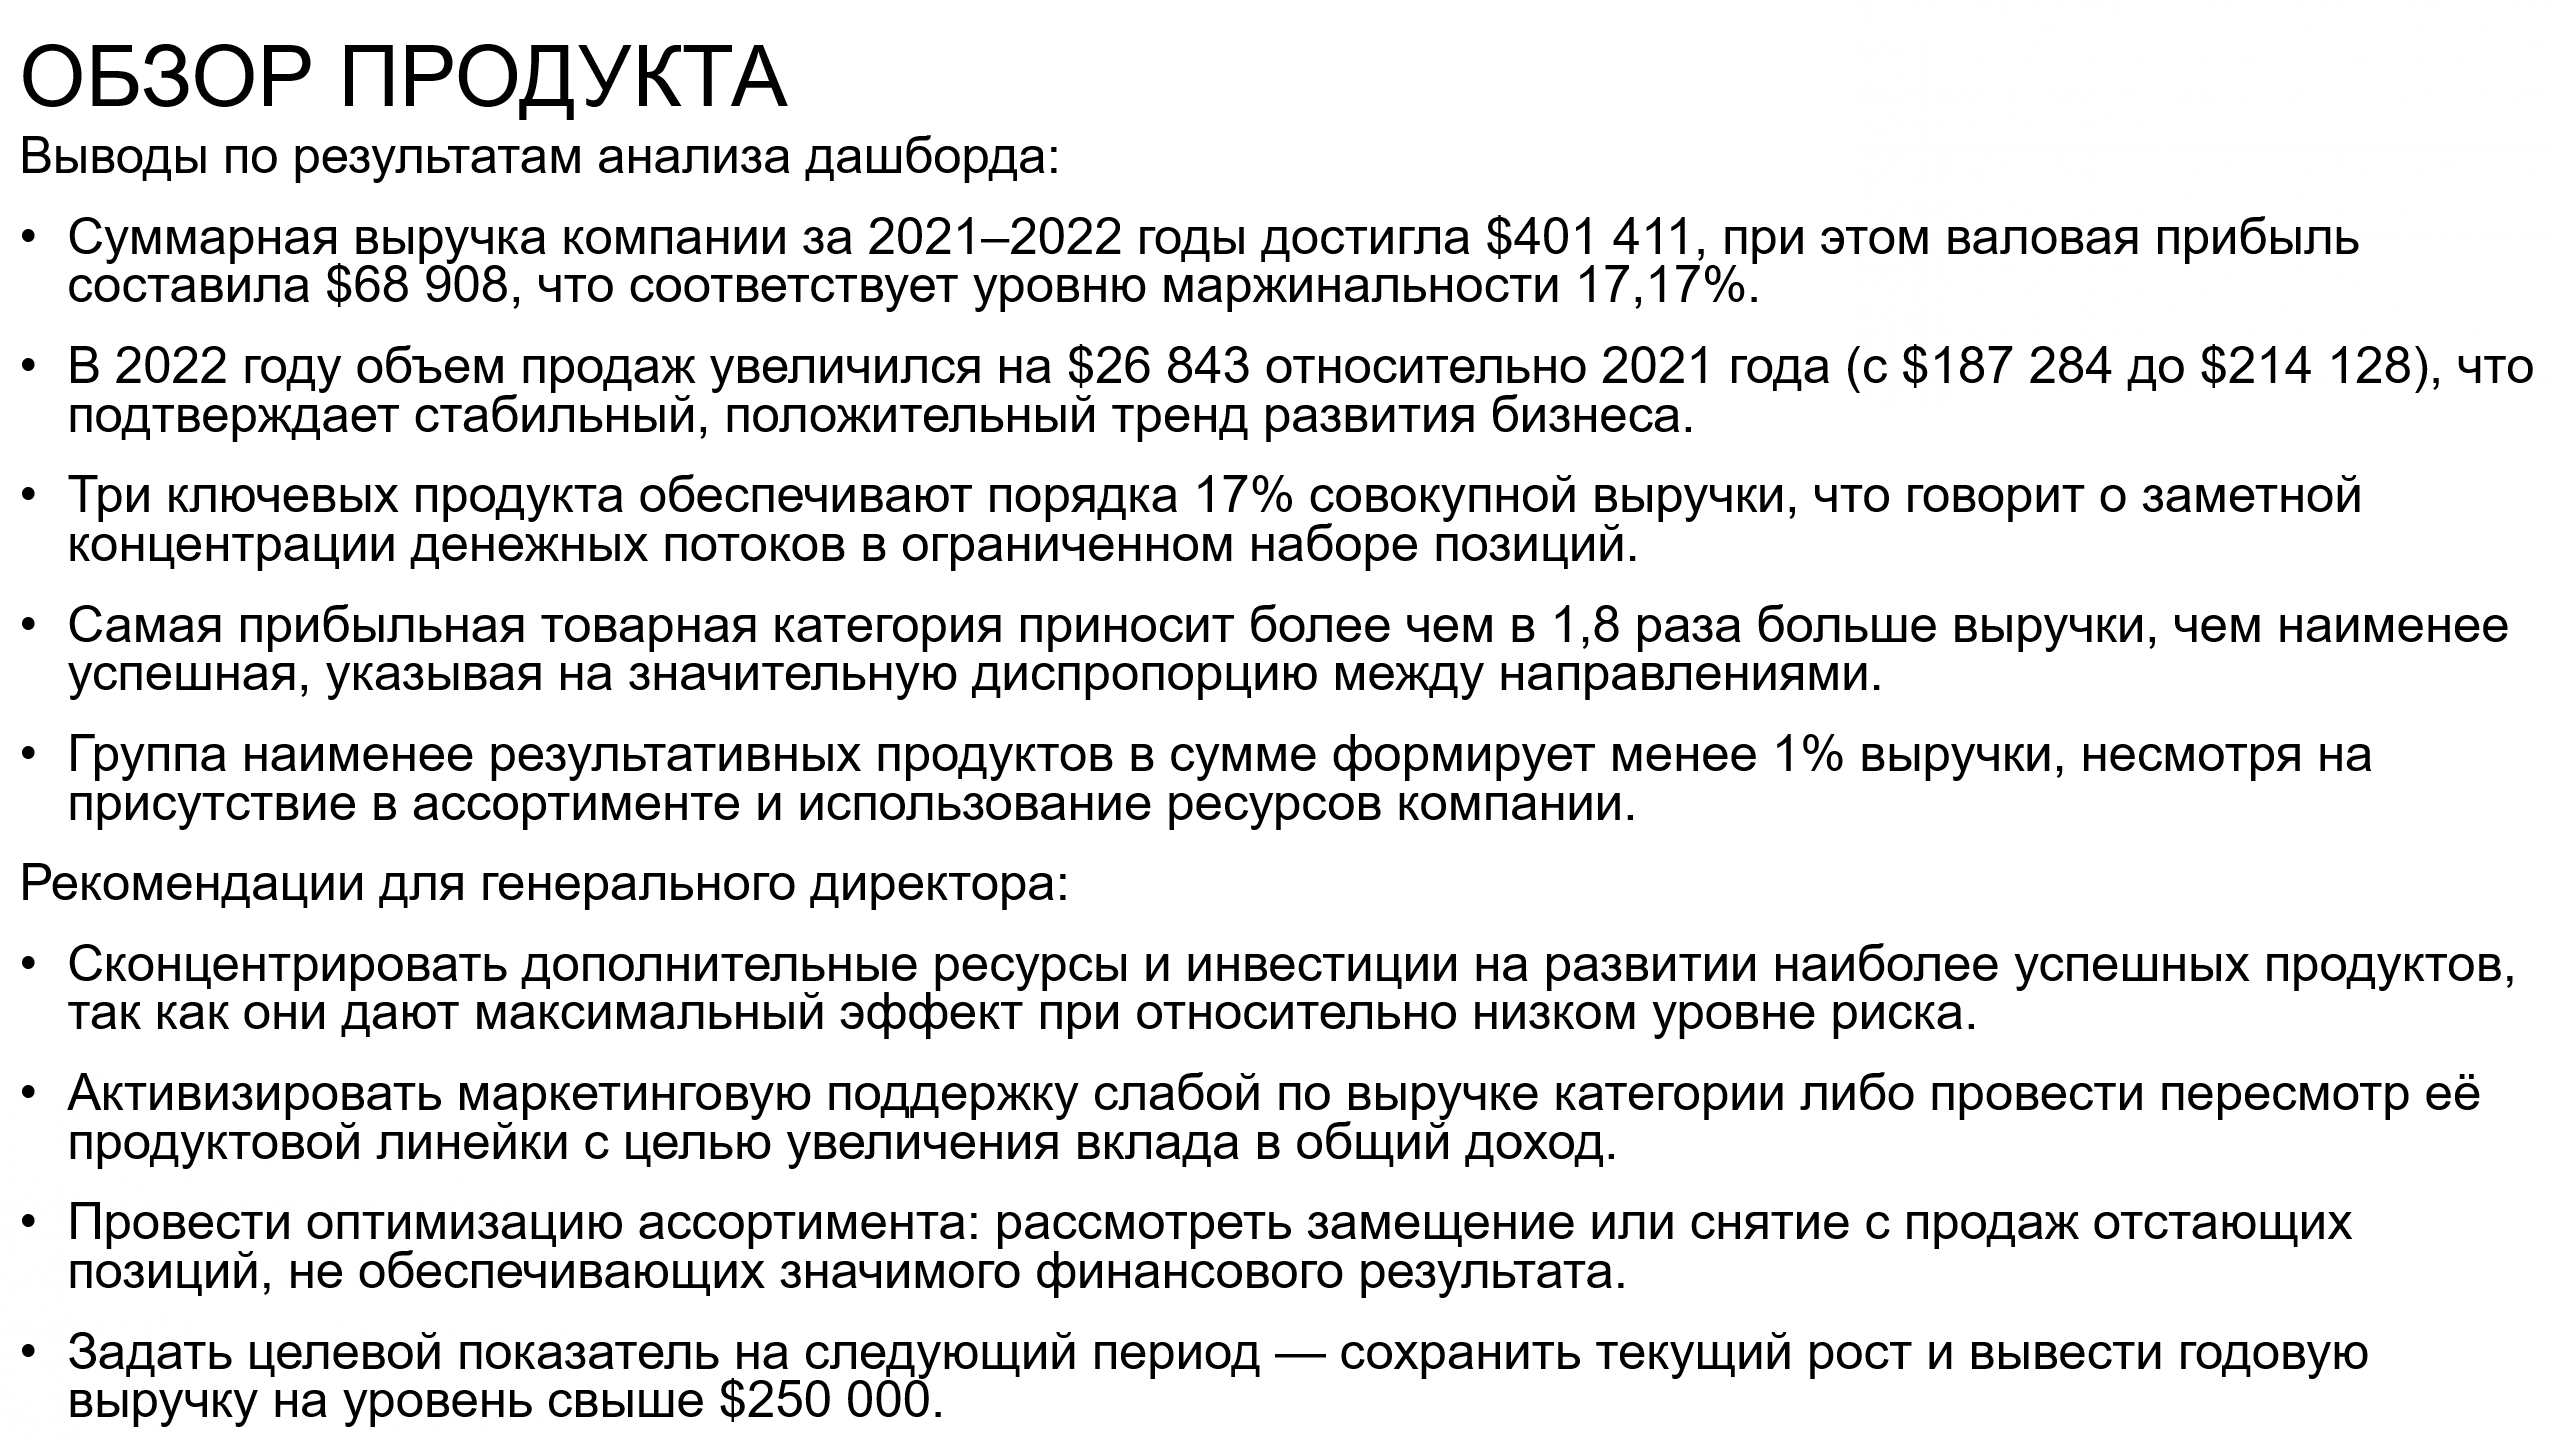 ОБЗОР ПРОДУКТА
Выводы по результатам анализа дашборда:
• Суммарная выручка компании за 2021–2022 годы достигла $401 411, при этом валовая прибыль
составила $68 908, что соответствует уровню маржинальности 17,17%.
• В 2022 году объем продаж увеличился на $26 843 относительно 2021 года (с $187 284 до $214 128), что
подтверждает стабильный, положительный тренд развития бизнеса.
• Три ключевых продукта обеспечивают порядка 17% совокупной выручки, что говорит о заметной
концентрации денежных потоков в ограниченном наборе позиций.
• Самая прибыльная товарная категория приносит более чем в 1,8 раза больше выручки, чем наименее
успешная, указывая на значительную диспропорцию между направлениями.
• Группа наименее результативных продуктов в сумме формирует менее 1% выручки, несмотря на
присутствие в ассортименте и использование ресурсов компании.
Рекомендации для генерального директора:
• Сконцентрировать дополнительные ресурсы и инвестиции на развитии наиболее успешных продуктов,
так как они дают максимальный эффект при относительно низком уровне риска.
• Активизировать маркетинговую поддержку слабой по выручке категории либо провести пересмотр её
продуктовой линейки с целью увеличения вклада в общий доход.
• Провести оптимизацию ассортимента: рассмотреть замещение или снятие с продаж отстающих
позиций, не обеспечивающих значимого финансового результата.
• Задать целевой показатель на следующий период — сохранить текущий рост и вывести годовую
выручку на уровень свыше $250 000.